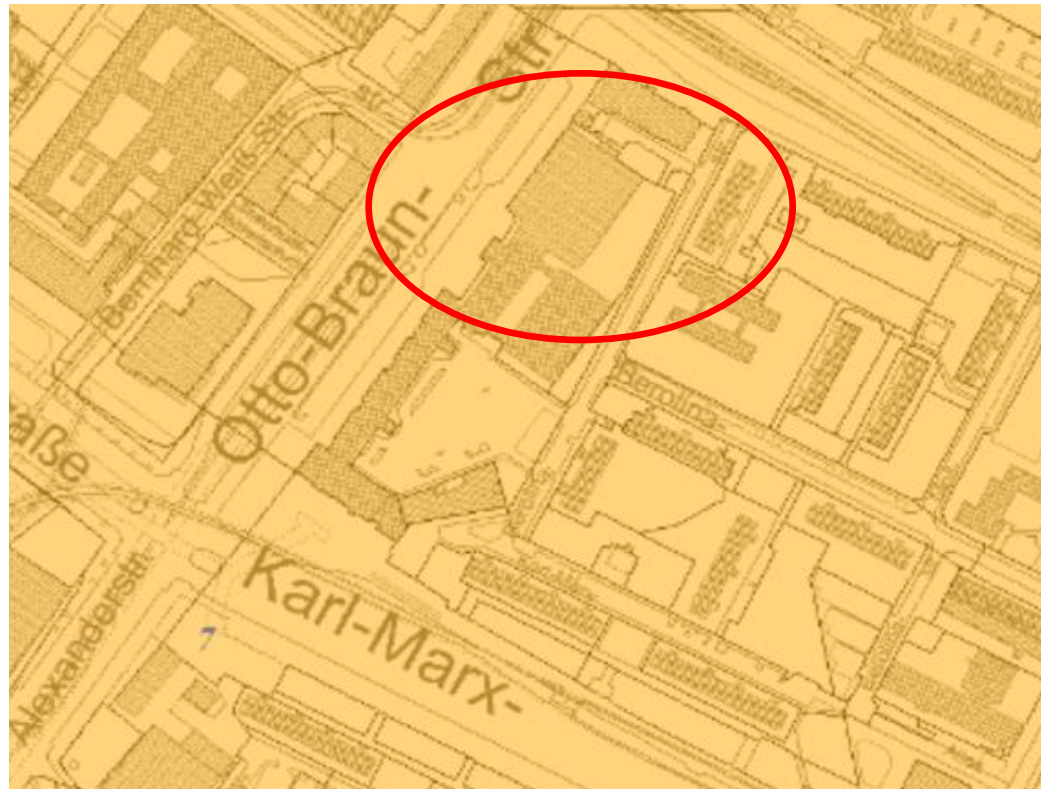 Str
Bernhard-Weiß-Str.
Otto-Braun-
Berolina-
aße
Karl-Marx-
Alexanderstr.